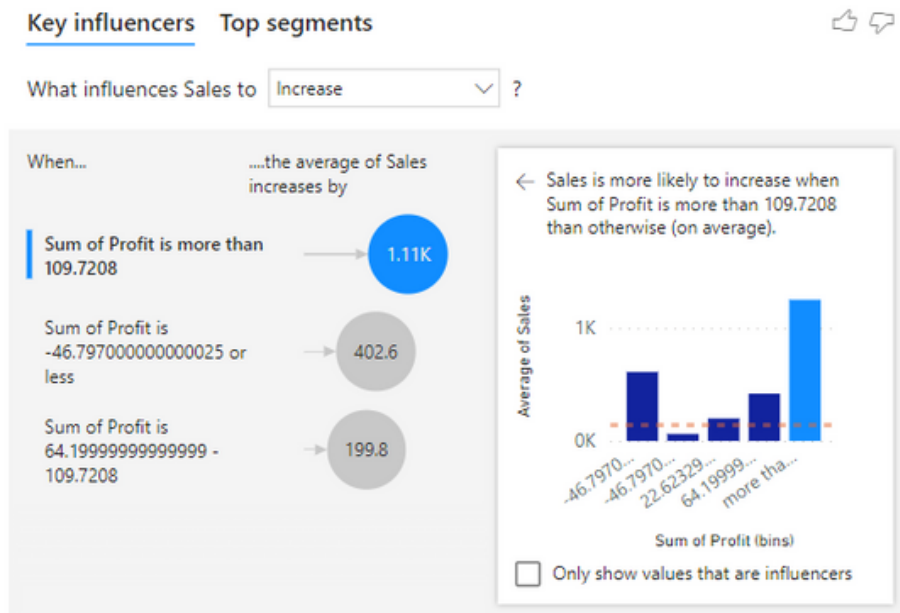 Key influencers Top segments
What influences Sales to Increase ?
When...
....the average of Sales
increases by
Sum of Profit is more than
109.7208
1.11K
Sum of Profit is
-46.797000000000025 or
less
402.6
Sum of Profit is
64.19999999999999 -
109.7208
199.8
← Sales is more likely to increase when
Sum of Profit is more than 109.7208
than otherwise (on average).
Average of Sales
1K
0K
-46.7970...
-46.7970...
22.62329...
64.19999...
more tha...
Sum of Profit (bins)
Only show values that are influencers